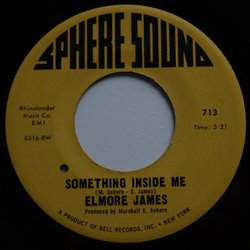 SPHERE SOUND
Rhinelander
Music Co.
BMI
8316-BW
713
Time: 3:21
SOMETHING INSIDE ME
(M. Sehorn - E. James)
ELMORE JAMES
Produced by Marshall E. Sehorn
A PRODUCT OF BELL RECORDS, INC. • NEW YORK